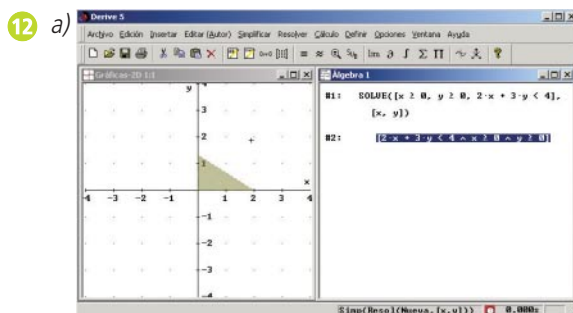 12 a)
Derive 5
Archivo Edición Insertar Editar (Autor) Simplificar Resolver Cálculo Definir Opciones Ventana Ayuda
lim ∂ ∫ Σ Π
Gráficas-2D 1:1
Álgebra 1
y
4
3
2
1
x
-4 -3 -2 -1 1 2 3 4
-1
-2
-3
-4
#1: SOLVE([x ≥ 0, y ≥ 0, 2·x + 3·y < 4],
[x, y])
#2: [2·x + 3·y < 4 ∧ x ≥ 0 ∧ y ≥ 0]
Simp(Resol(Nueva,[x,y])) 0.000s